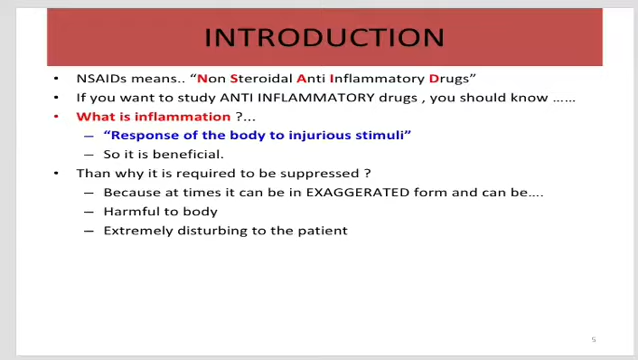 INTRODUCTION
• NSAIDs means.. “Non Steroidal Anti Inflammatory Drugs”
• If you want to study ANTI INFLAMMATORY drugs , you should know ……
• What is inflammation ?...
– “Response of the body to injurious stimuli”
– So it is beneficial.
• Than why it is required to be suppressed ?
– Because at times it can be in EXAGGERATED form and can be….
– Harmful to body
– Extremely disturbing to the patient
5